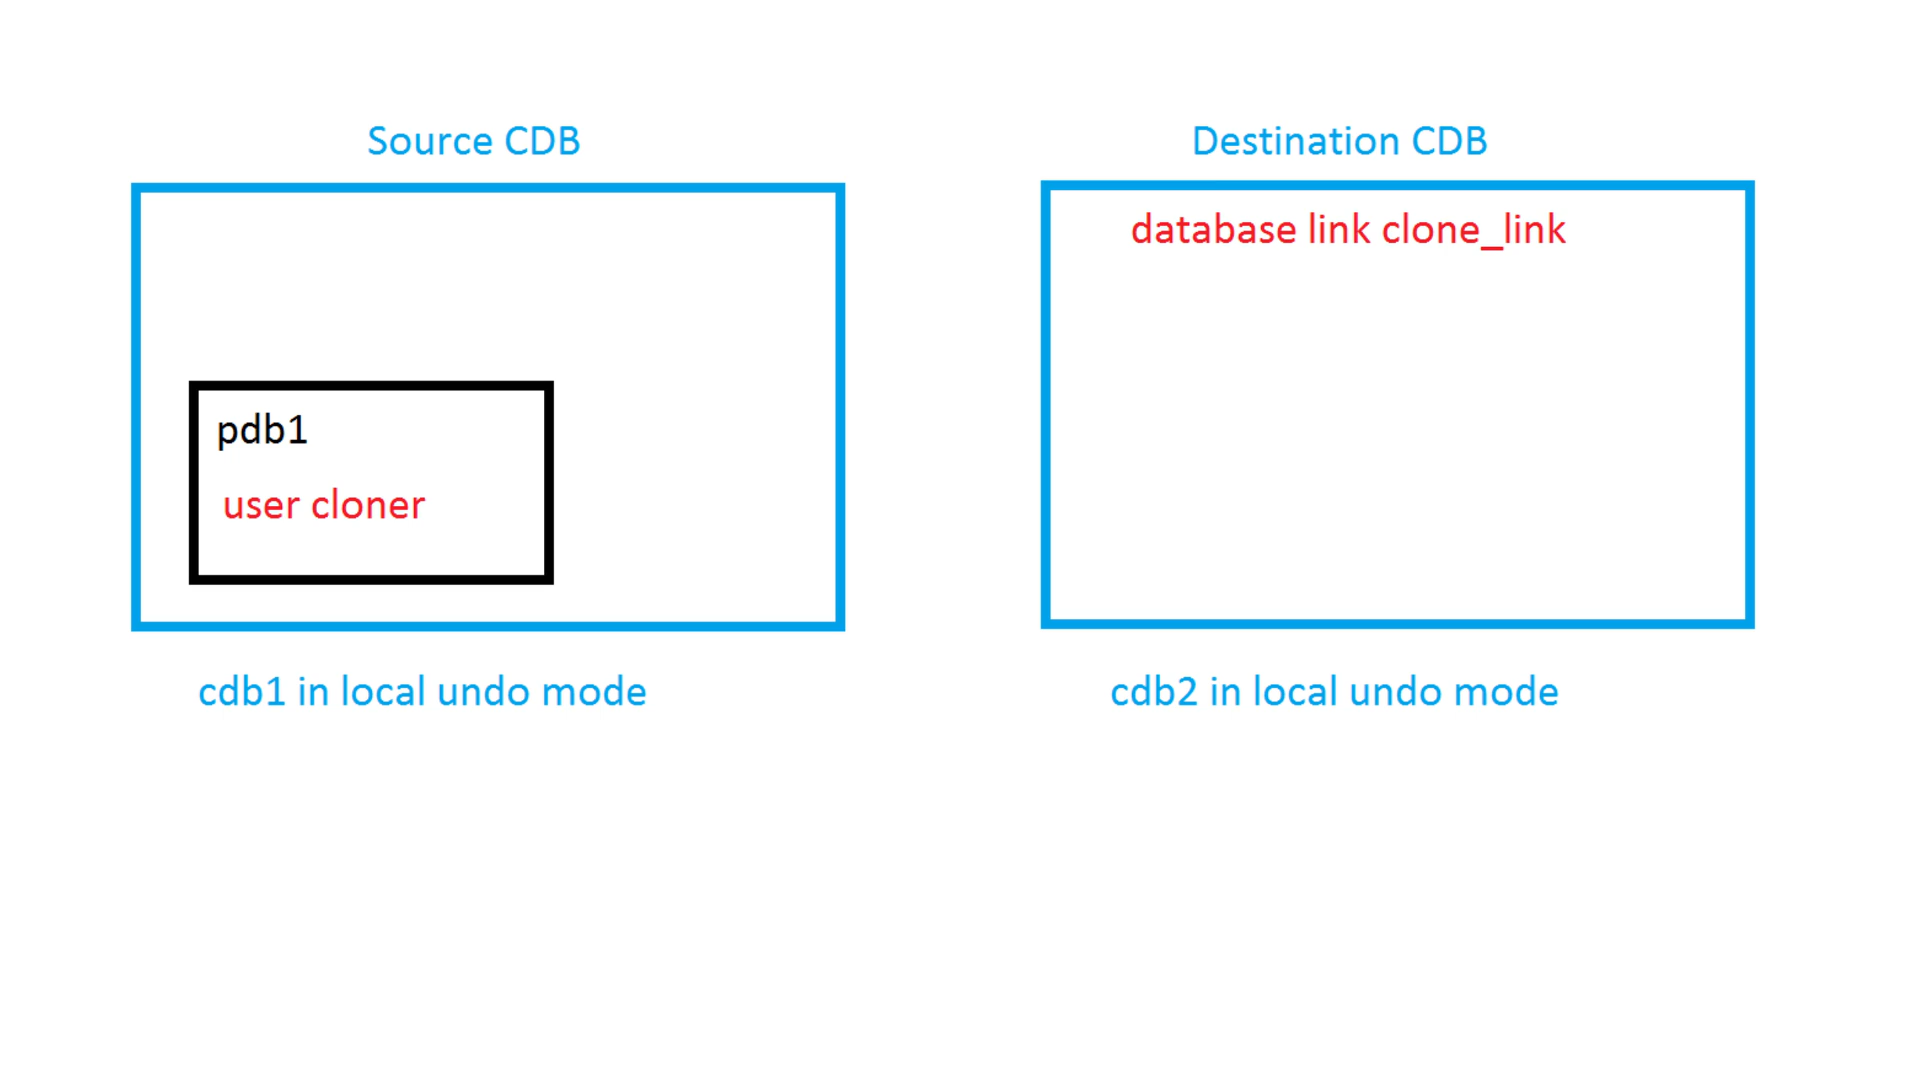 Source CDB
Destination CDB
database link clone_link
pdb1
user cloner
cdb1 in local undo mode
cdb2 in local undo mode